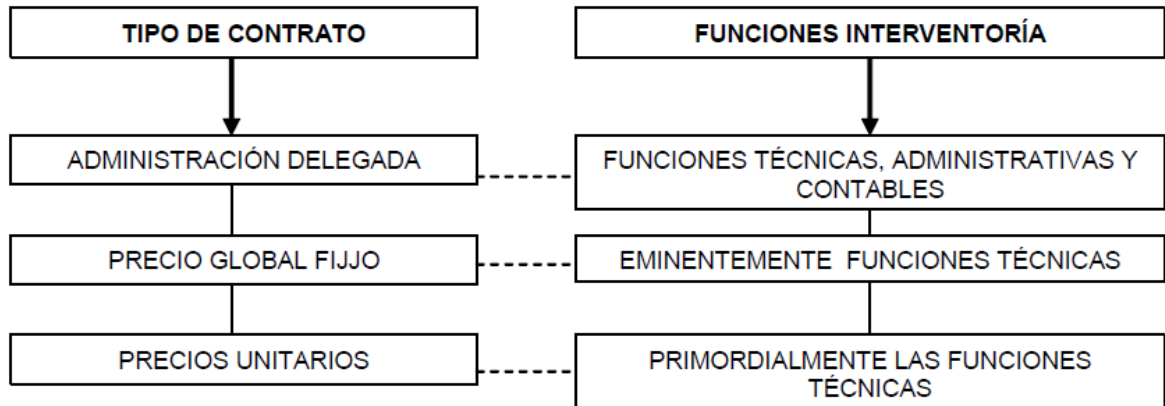 TIPO DE CONTRATO
FUNCIONES INTERVENTORÍA
ADMINISTRACIÓN DELEGADA
FUNCIONES TÉCNICAS, ADMINISTRATIVAS Y
CONTABLES
PRECIO GLOBAL FIJJO
EMINENTEMENTE FUNCIONES TÉCNICAS
PRECIOS UNITARIOS
PRIMORDIALMENTE LAS FUNCIONES
TÉCNICAS